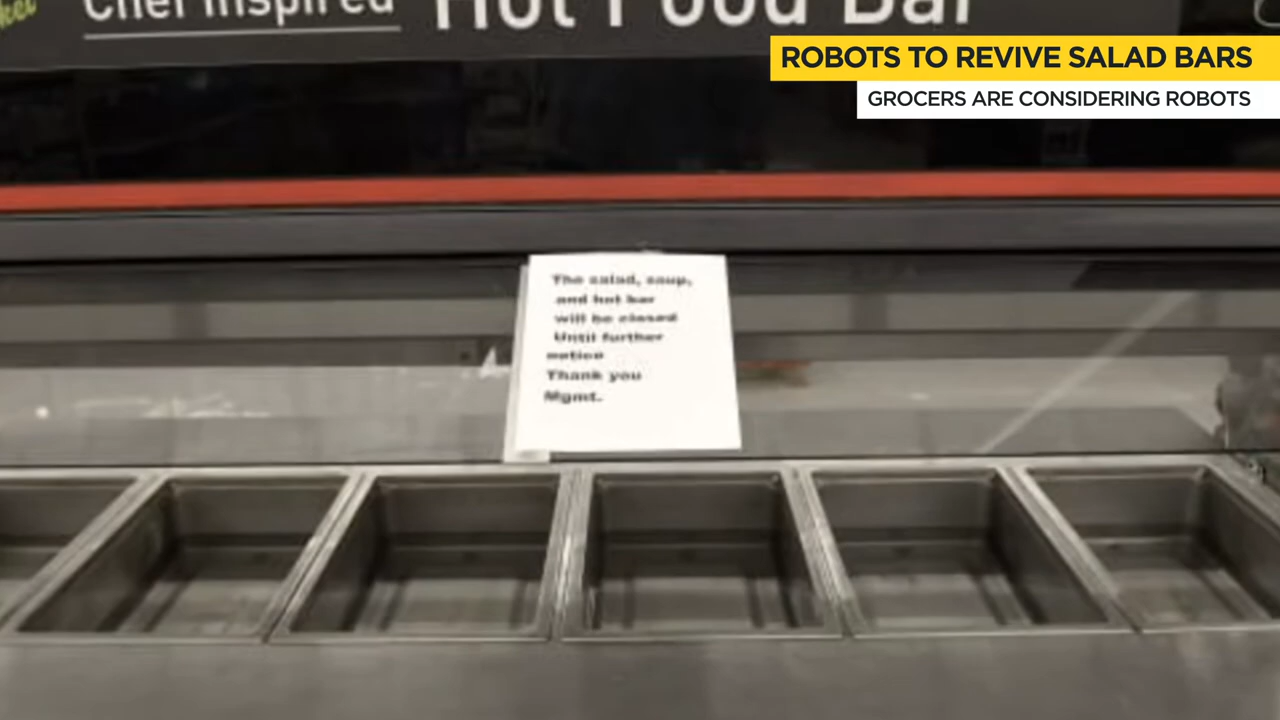 Chef Inspired Hot Food Bar
ROBOTS TO REVIVE SALAD BARS
GROCERS ARE CONSIDERING ROBOTS
The salad, soup,
and hot bar
will be closed
Until further
notice
Thank you
Mgmt.